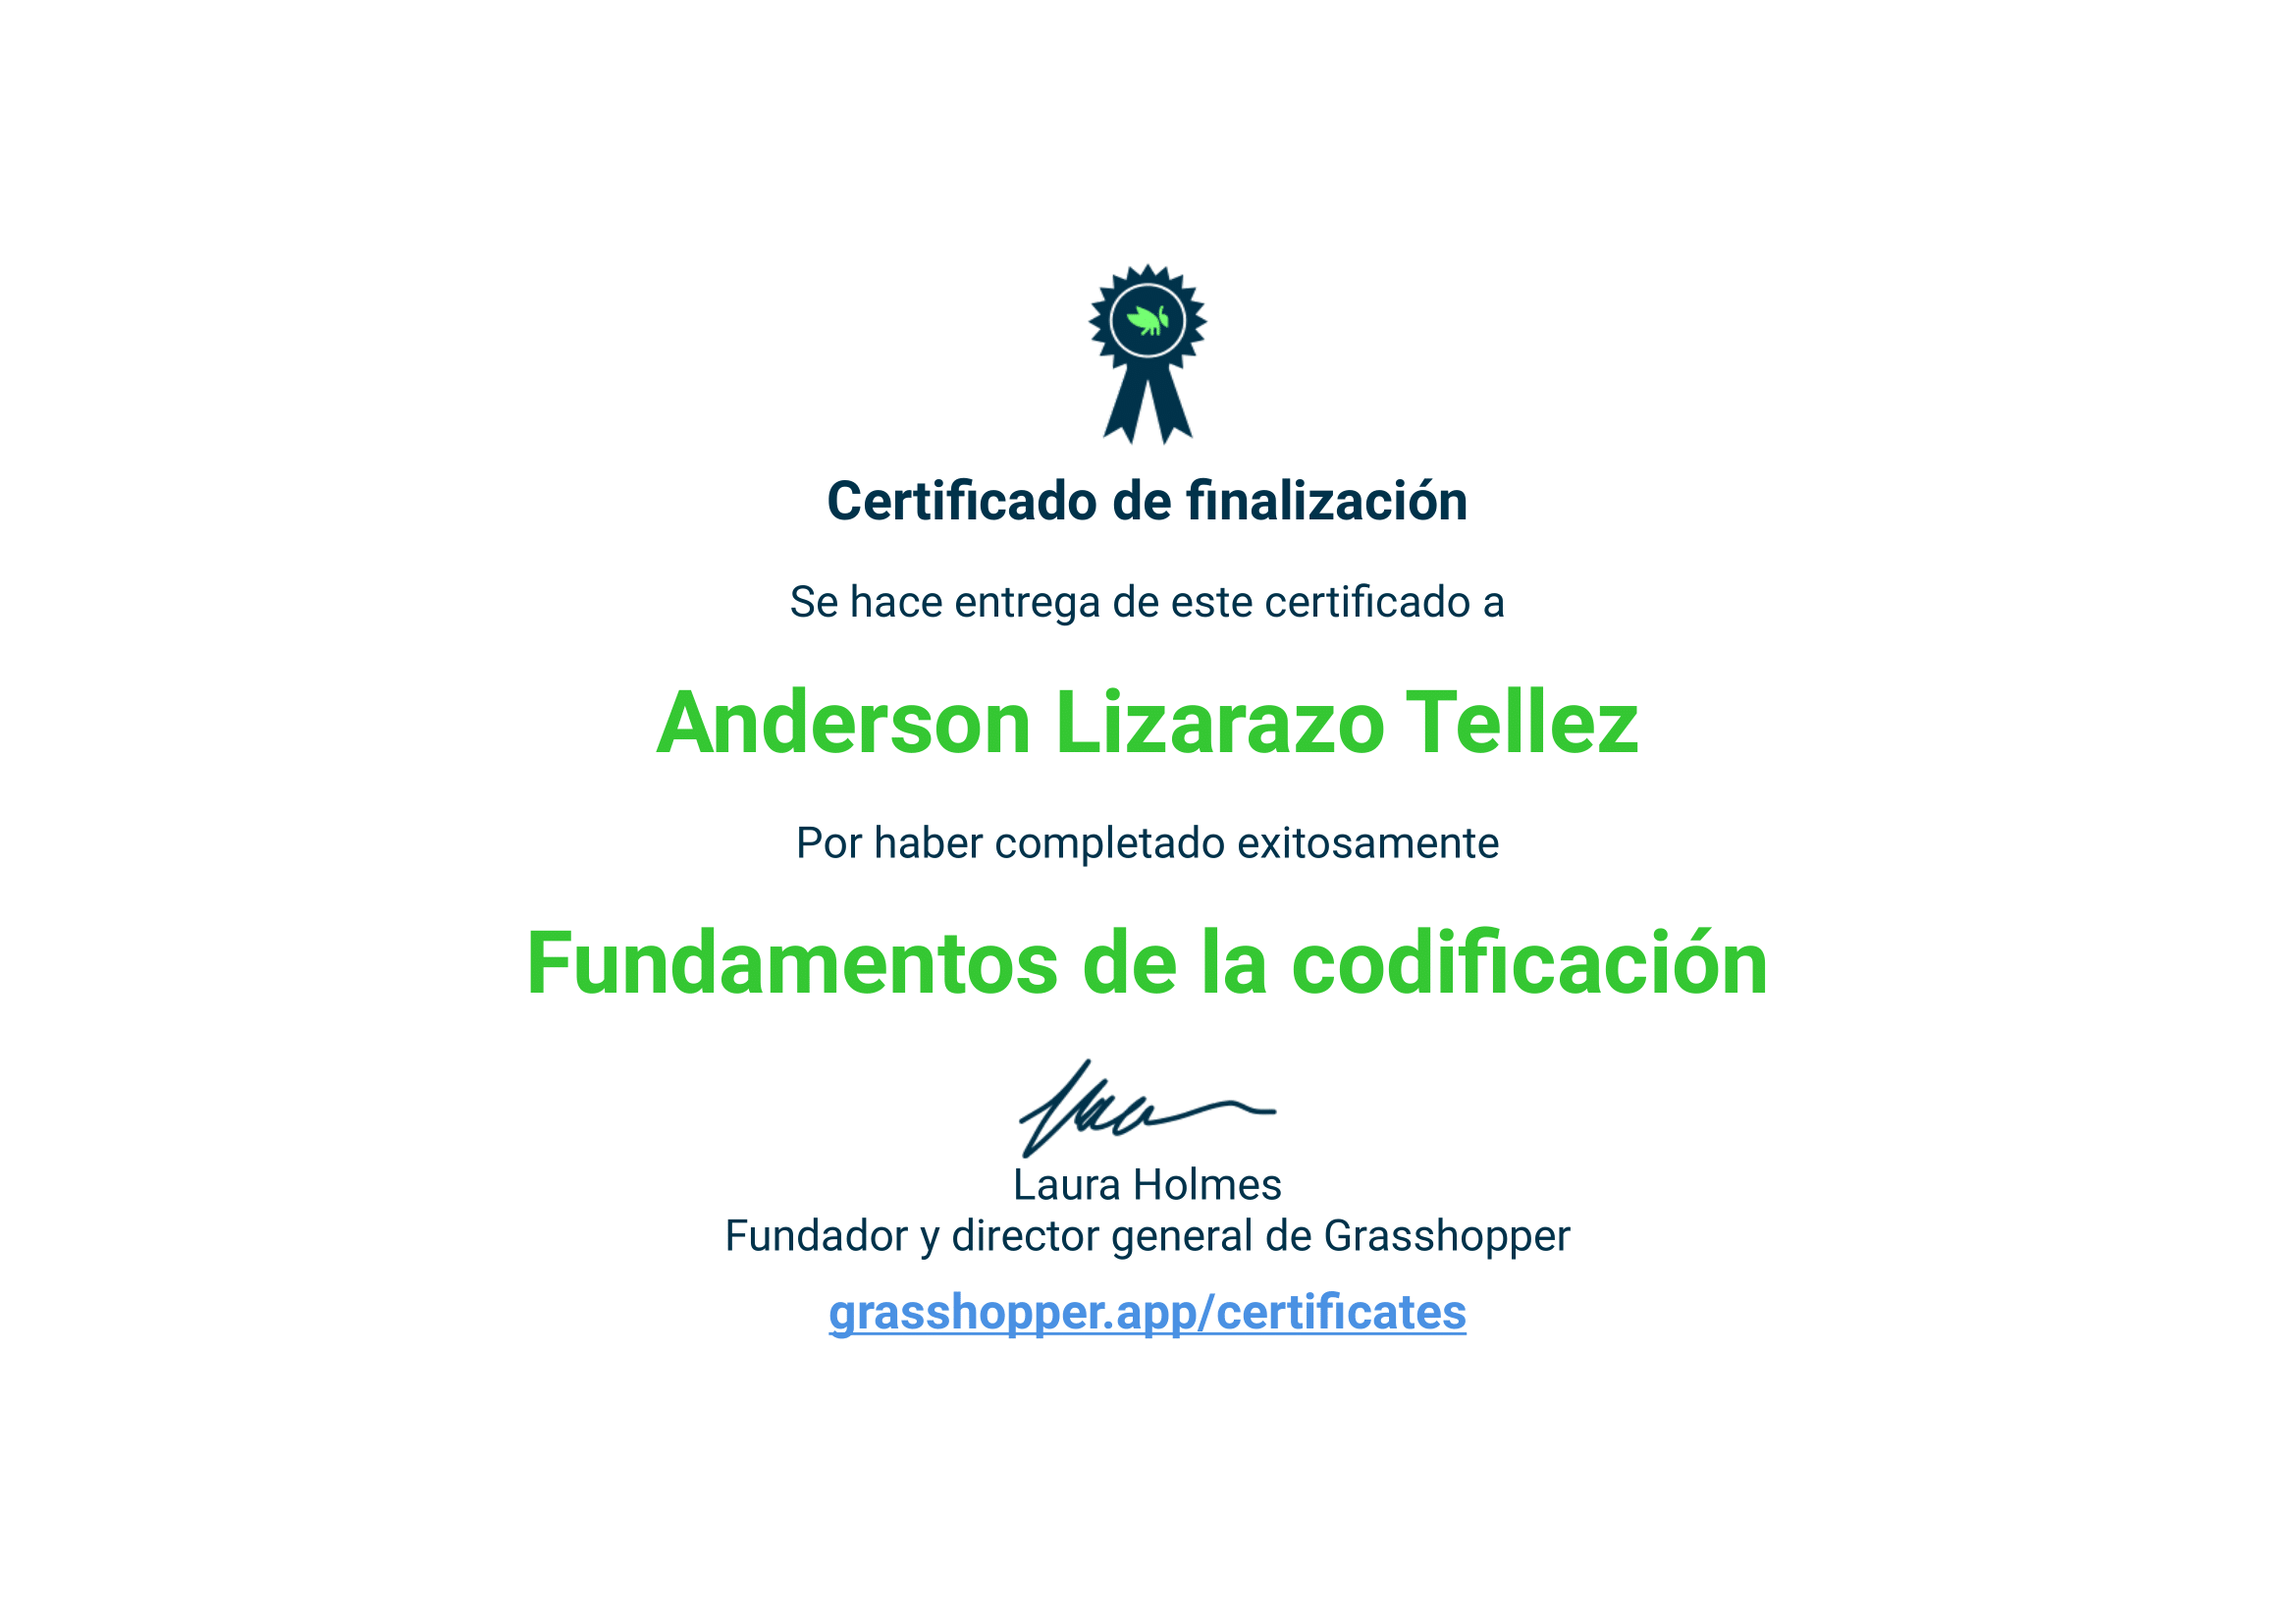 Certificado de finalización
Se hace entrega de este certificado a
Anderson Lizarazo Tellez
Por haber completado exitosamente
Fundamentos de la codificación
Laura Holmes
Fundador y director general de Grasshopper
grasshopper.app/certificates